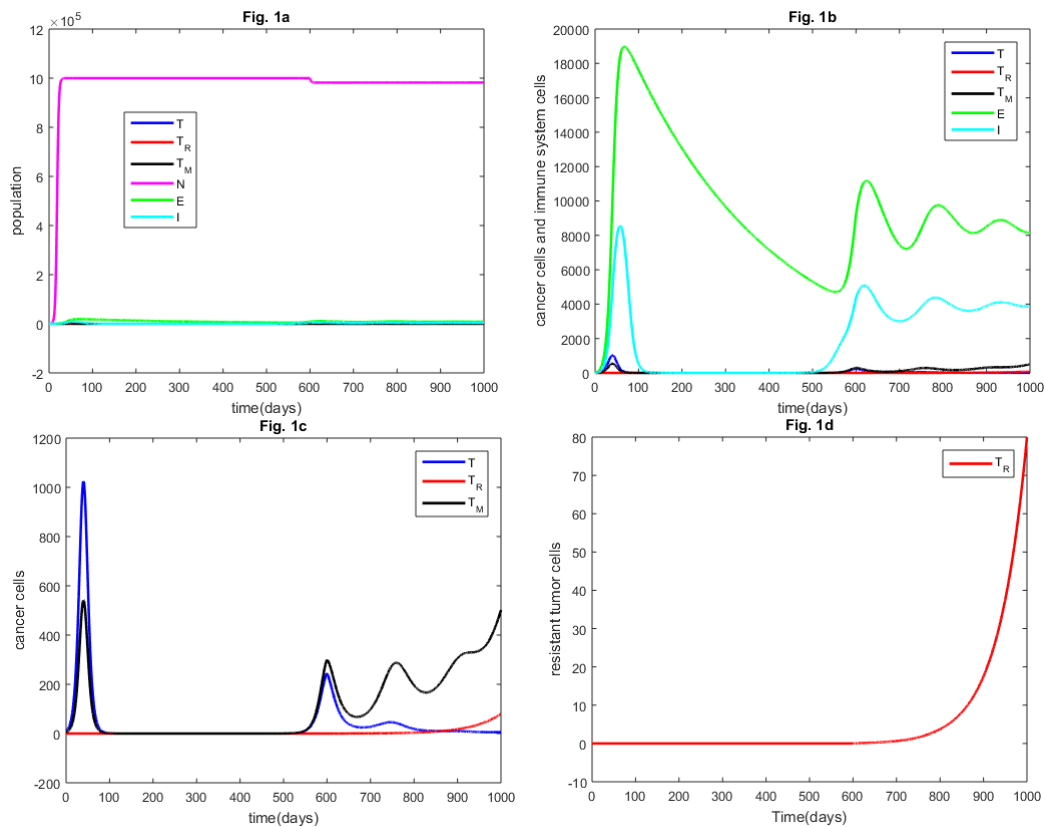 Fig. 1a
×10⁵
12
10
8
6
4
2
0
-2
population
T
T_R
T_M
N
E
I
0 100 200 300 400 500 600 700 800 900 1000
time(days)
Fig. 1b
20000
18000
16000
14000
12000
10000
8000
6000
4000
2000
0
cancer cells and immune system cells
T
T_R
T_M
E
I
0 100 200 300 400 500 600 700 800 900 1000
time(days)
Fig. 1c
1200
1000
800
600
400
200
0
-200
cancer cells
T
T_R
T_M
0 100 200 300 400 500 600 700 800 900 1000
time(days)
Fig. 1d
80
70
60
50
40
30
20
10
0
-10
resistant tumor cells
T_R
0 100 200 300 400 500 600 700 800 900 1000
Time(days)